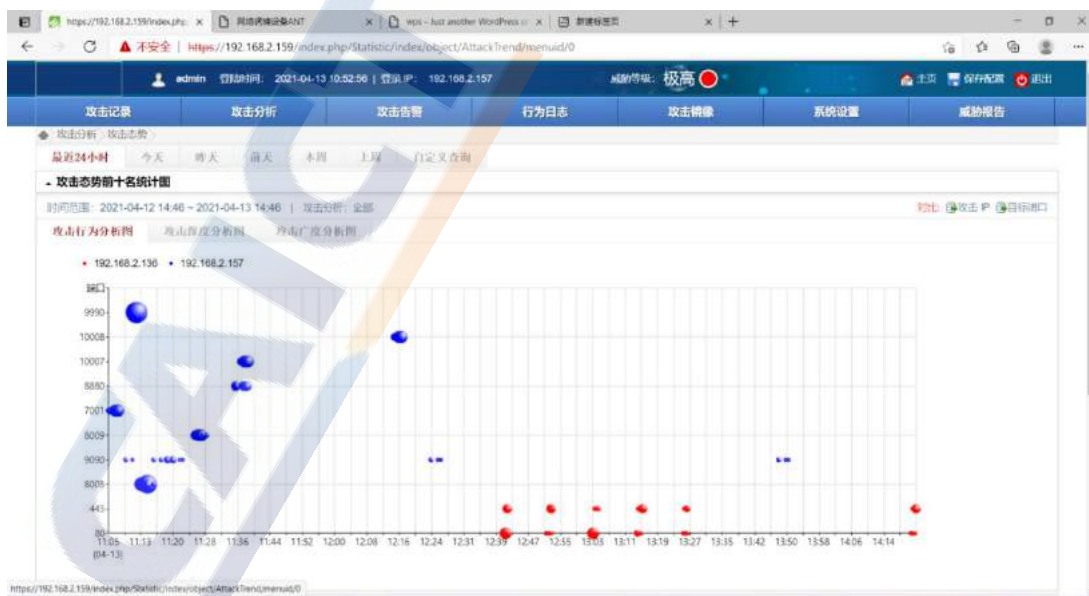 https://192.168.2.159/index.php
网络诱捕设备ANT
wps – Just another WordPress
新建标签页
不安全 | https://192.168.2.159/index.php/Statistic/index/object/AttackTrend/menuid/0
admin 登陆时间: 2021-04-13 10:52:56 | 登录IP: 192.168.2.157 威胁等级: 极高 主页 保存配置 退出
攻击记录 攻击分析 攻击告警 行为日志 攻击镜像 系统设置 威胁报告
攻击分析 攻击态势
最近24小时 今天 昨天 前天 本周 上周 自定义查询
攻击态势前十名统计图
时间范围: 2021-04-12 14:46 ~ 2021-04-13 14:46 | 攻击分析: 全部 对比: 攻击 IP 目标端口
攻击行为分析图 攻击深度分析图 攻击广度分析图
192.168.2.136 192.168.2.157
端口
9990
10008
10007
8880
7001
8009
9090
8008
445
80
11:05 11:13 11:20 11:28 11:36 11:44 11:52 12:00 12:08 12:16 12:24 12:31 12:39 12:47 12:55 13:03 13:11 13:19 13:27 13:35 13:42 13:50 13:58 14:06 14:14
(04-13)
https://192.168.2.159/index.php/Statistic/index/object/AttackTrend/menuid/0
CAICT